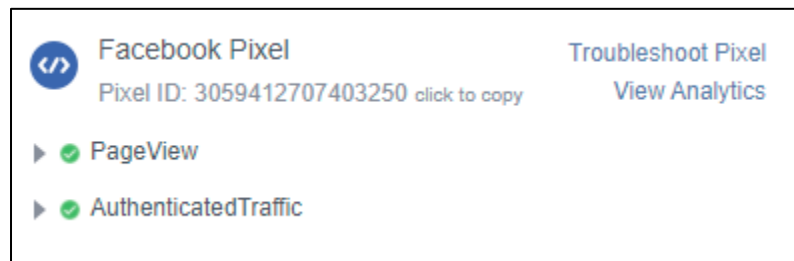 </>
Facebook Pixel
Troubleshoot Pixel
Pixel ID: 3059412707403250 click to copy
View Analytics
PageView
AuthenticatedTraffic